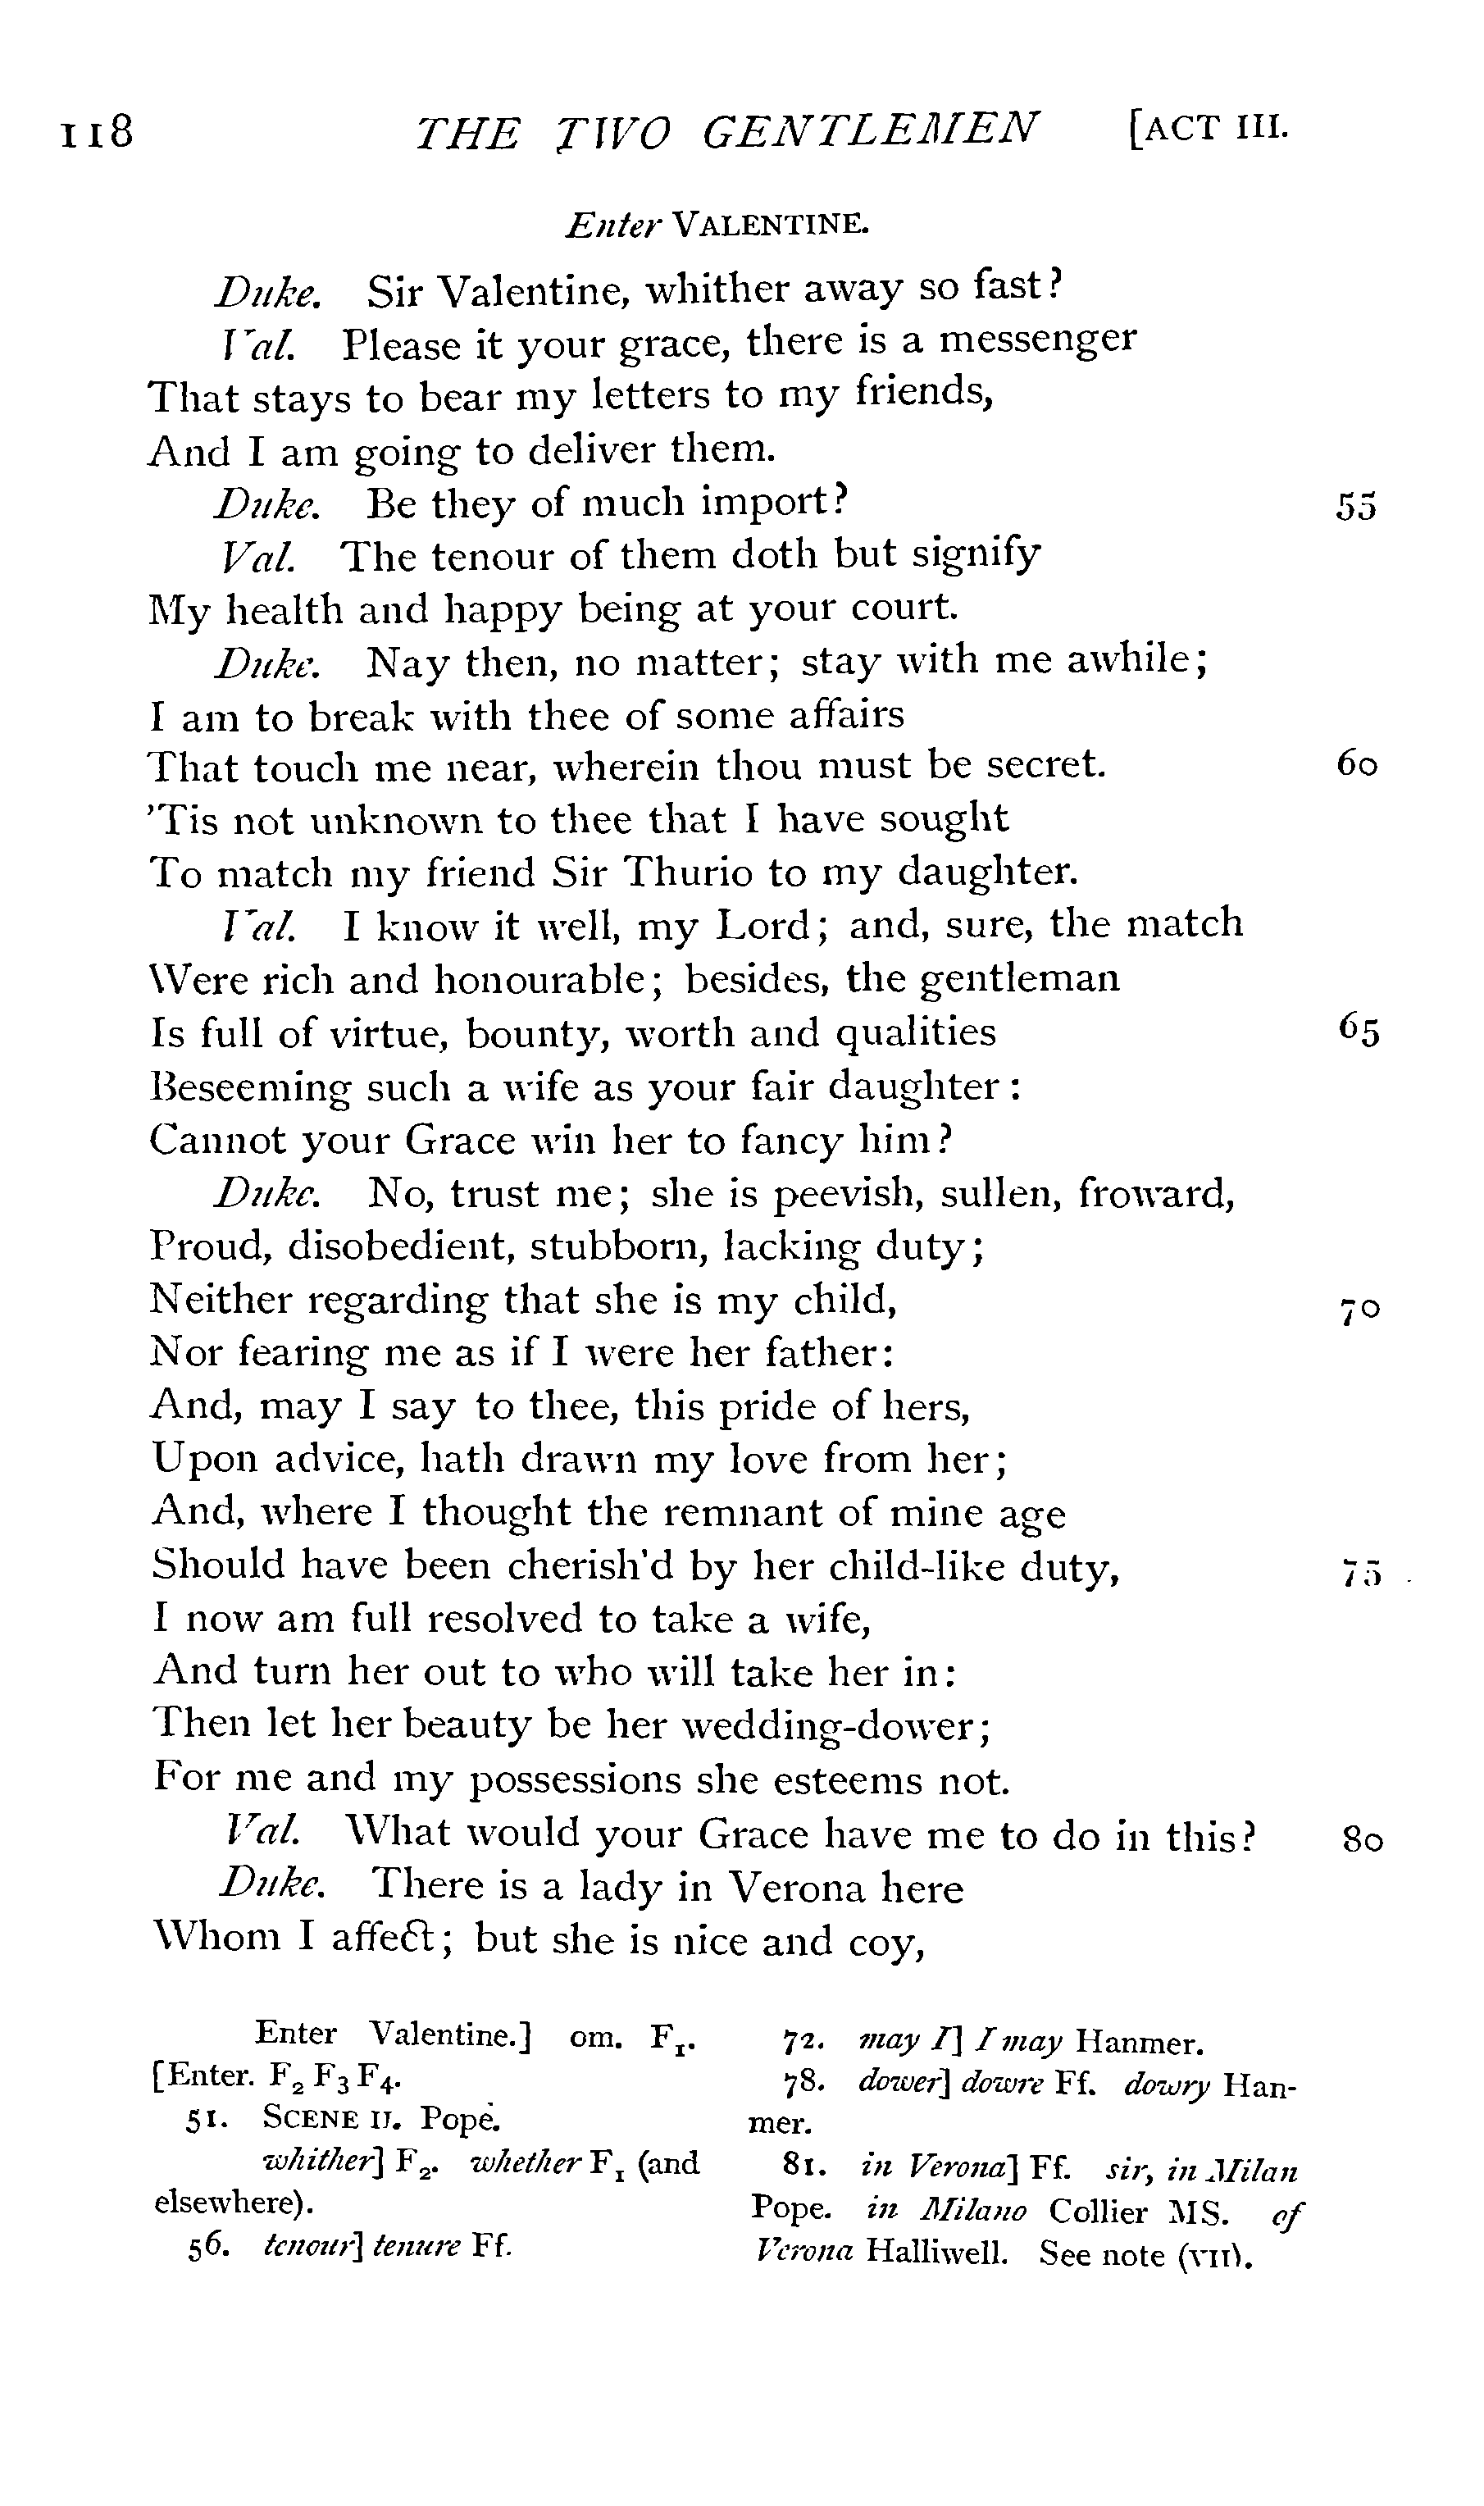 118 THE TWO GENTLEMEN [ACT III.
Enter VALENTINE.
Duke. Sir Valentine, whither away so fast?
Val. Please it your grace, there is a messenger
That stays to bear my letters to my friends,
And I am going to deliver them.
Duke. Be they of much import? 55
Val. The tenour of them doth but signify
My health and happy being at your court.
Duke. Nay then, no matter; stay with me awhile;
I am to break with thee of some affairs
That touch me near, wherein thou must be secret. 60
’Tis not unknown to thee that I have sought
To match my friend Sir Thurio to my daughter.
Val. I know it well, my Lord; and, sure, the match
Were rich and honourable; besides, the gentleman
Is full of virtue, bounty, worth and qualities 65
Beseeming such a wife as your fair daughter:
Cannot your Grace win her to fancy him?
Duke. No, trust me; she is peevish, sullen, froward,
Proud, disobedient, stubborn, lacking duty;
Neither regarding that she is my child, 70
Nor fearing me as if I were her father:
And, may I say to thee, this pride of hers,
Upon advice, hath drawn my love from her;
And, where I thought the remnant of mine age
Should have been cherish'd by her child-like duty, 75
I now am full resolved to take a wife,
And turn her out to who will take her in:
Then let her beauty be her wedding-dower;
For me and my possessions she esteems not.
Val. What would your Grace have me to do in this? 80
Duke. There is a lady in Verona here
Whom I affect; but she is nice and coy,
Enter Valentine.] om. F1.
[Enter. F2 F3 F4.
51. SCENE II. Pope.
whither] F2. whether F1 (and
elsewhere).
56. tenour] tenure Ff.
72. may I] I may Hanmer.
78. dower] dowre Ff. dowry Han-
mer.
81. in Verona] Ff. sir, in Milan
Pope. in Milano Collier MS. of
Verona Halliwell. See note (VII).